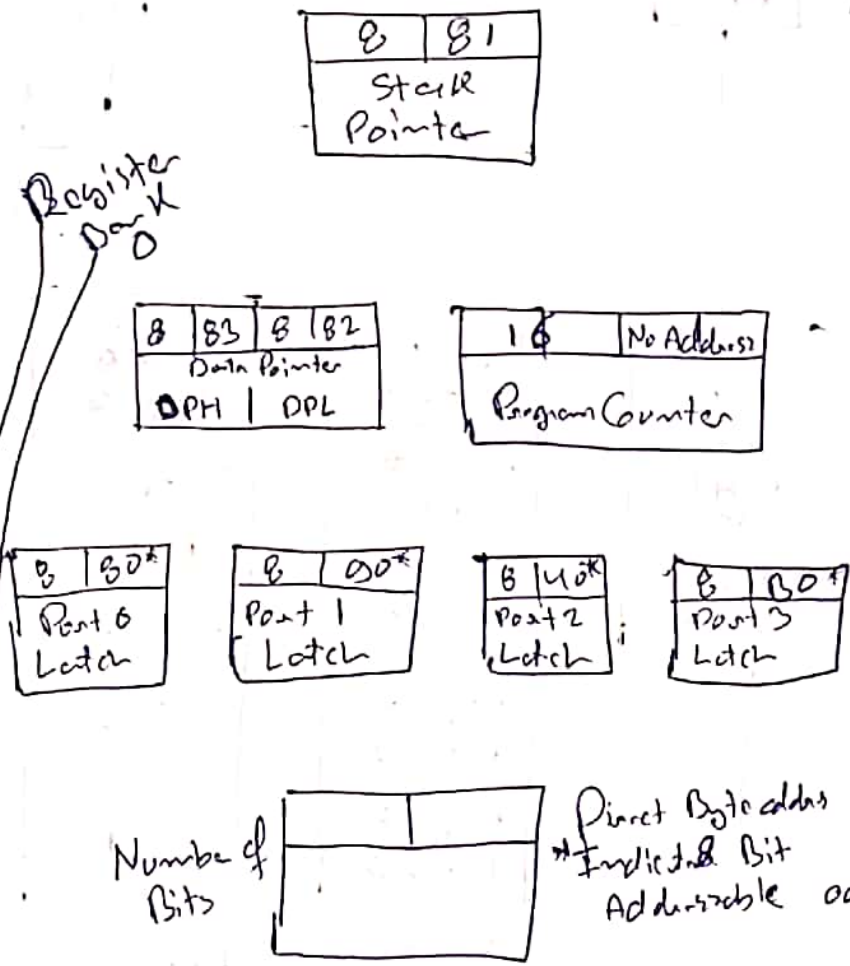 8 81
Stack
Pointer
Register
Bank
0
8 83 8 82
Data Pointer
DPH DPL
16 No Address
Program Counter
8 80*
Port 0
Latch
8 90*
Port 1
Latch
8 A0*
Port 2
Latch
8 B0*
Port 3
Latch
Number of
Bits
Direct Byte addrs
*Indicates Bit
Addressable